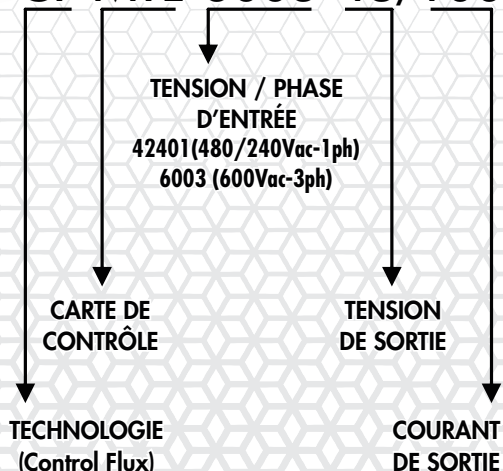 TENSION / PHASE
D'ENTRÉE
42401(480/240Vac-1ph)
6003 (600Vac-3ph)
CARTE DE
CONTRÔLE
TENSION
DE SORTIE
TECHNOLOGIE
(Control Flux)
COURANT
DE SORTIE